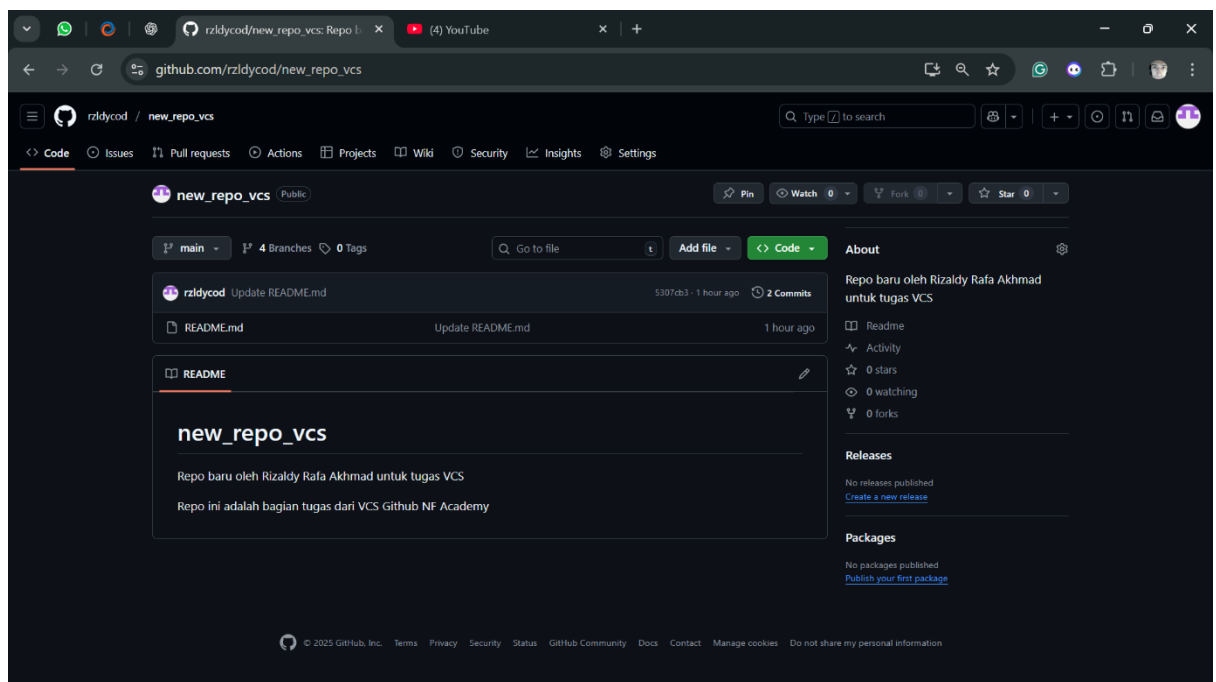 rzldycod/new_repo_vcs: Repo b
(4) YouTube
github.com/rzldycod/new_repo_vcs
rzldycod / new_repo_vcs
Type / to search
Code Issues Pull requests Actions Projects Wiki Security Insights Settings
new_repo_vcs Public
Pin Watch 0 Fork 0 Star 0
main 4 Branches 0 Tags Go to file t Add file Code
rzldycod Update README.md 5307cb3 · 1 hour ago 2 Commits
README.md Update README.md 1 hour ago
README
new_repo_vcs
Repo baru oleh Rizaldy Rafa Akhmad untuk tugas VCS
Repo ini adalah bagian tugas dari VCS Github NF Academy
About
Repo baru oleh Rizaldy Rafa Akhmad
untuk tugas VCS
Readme
Activity
0 stars
0 watching
0 forks
Releases
No releases published
Create a new release
Packages
No packages published
Publish your first package
© 2025 GitHub, Inc. Terms Privacy Security Status GitHub Community Docs Contact Manage cookies Do not share my personal information